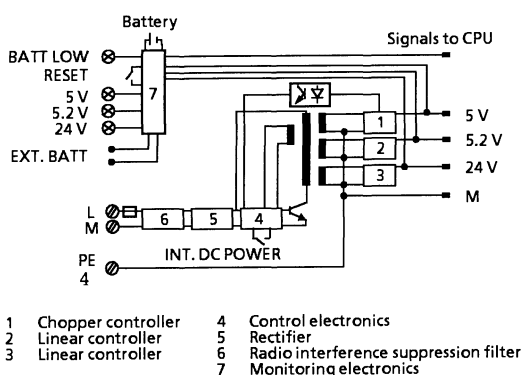 Battery
Signals to CPU
BATT LOW
RESET
5 V
5.2 V
24 V
7
EXT. BATT
1
2
3
5 V
5.2 V
24 V
M
L
M
6
5
4
INT. DC POWER
PE
4
1 Chopper controller
2 Linear controller
3 Linear controller
4 Control electronics
5 Rectifier
6 Radio interference suppression filter
7 Monitoring electronics